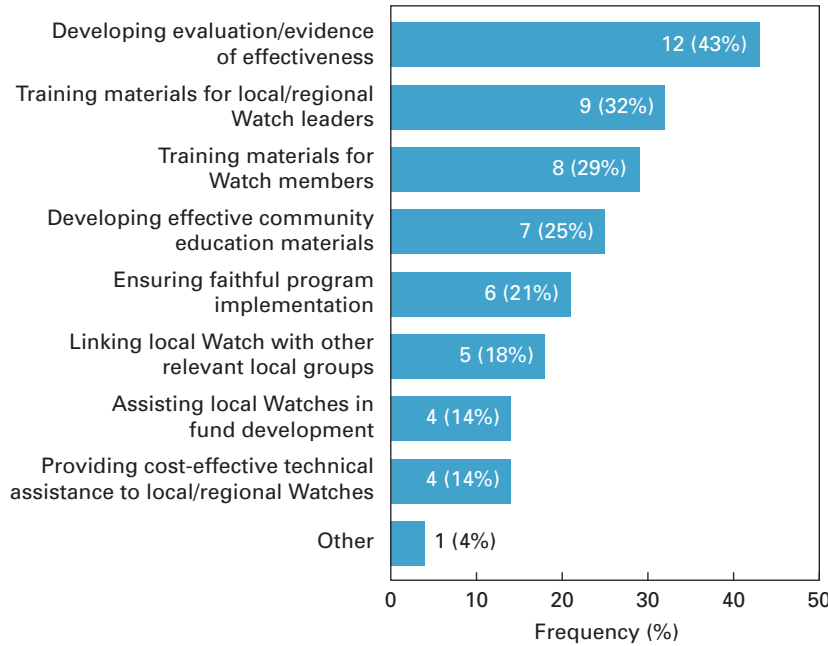 Developing evaluation/evidence
of effectiveness
12 (43%)
Training materials for local/regional
Watch leaders
9 (32%)
Training materials for
Watch members
8 (29%)
Developing effective community
education materials
7 (25%)
Ensuring faithful program
implementation
6 (21%)
Linking local Watch with other
relevant local groups
5 (18%)
Assisting local Watches in
fund development
4 (14%)
Providing cost-effective technical
assistance to local/regional Watches
4 (14%)
Other
1 (4%)
0 10 20 30 40 50
Frequency (%)